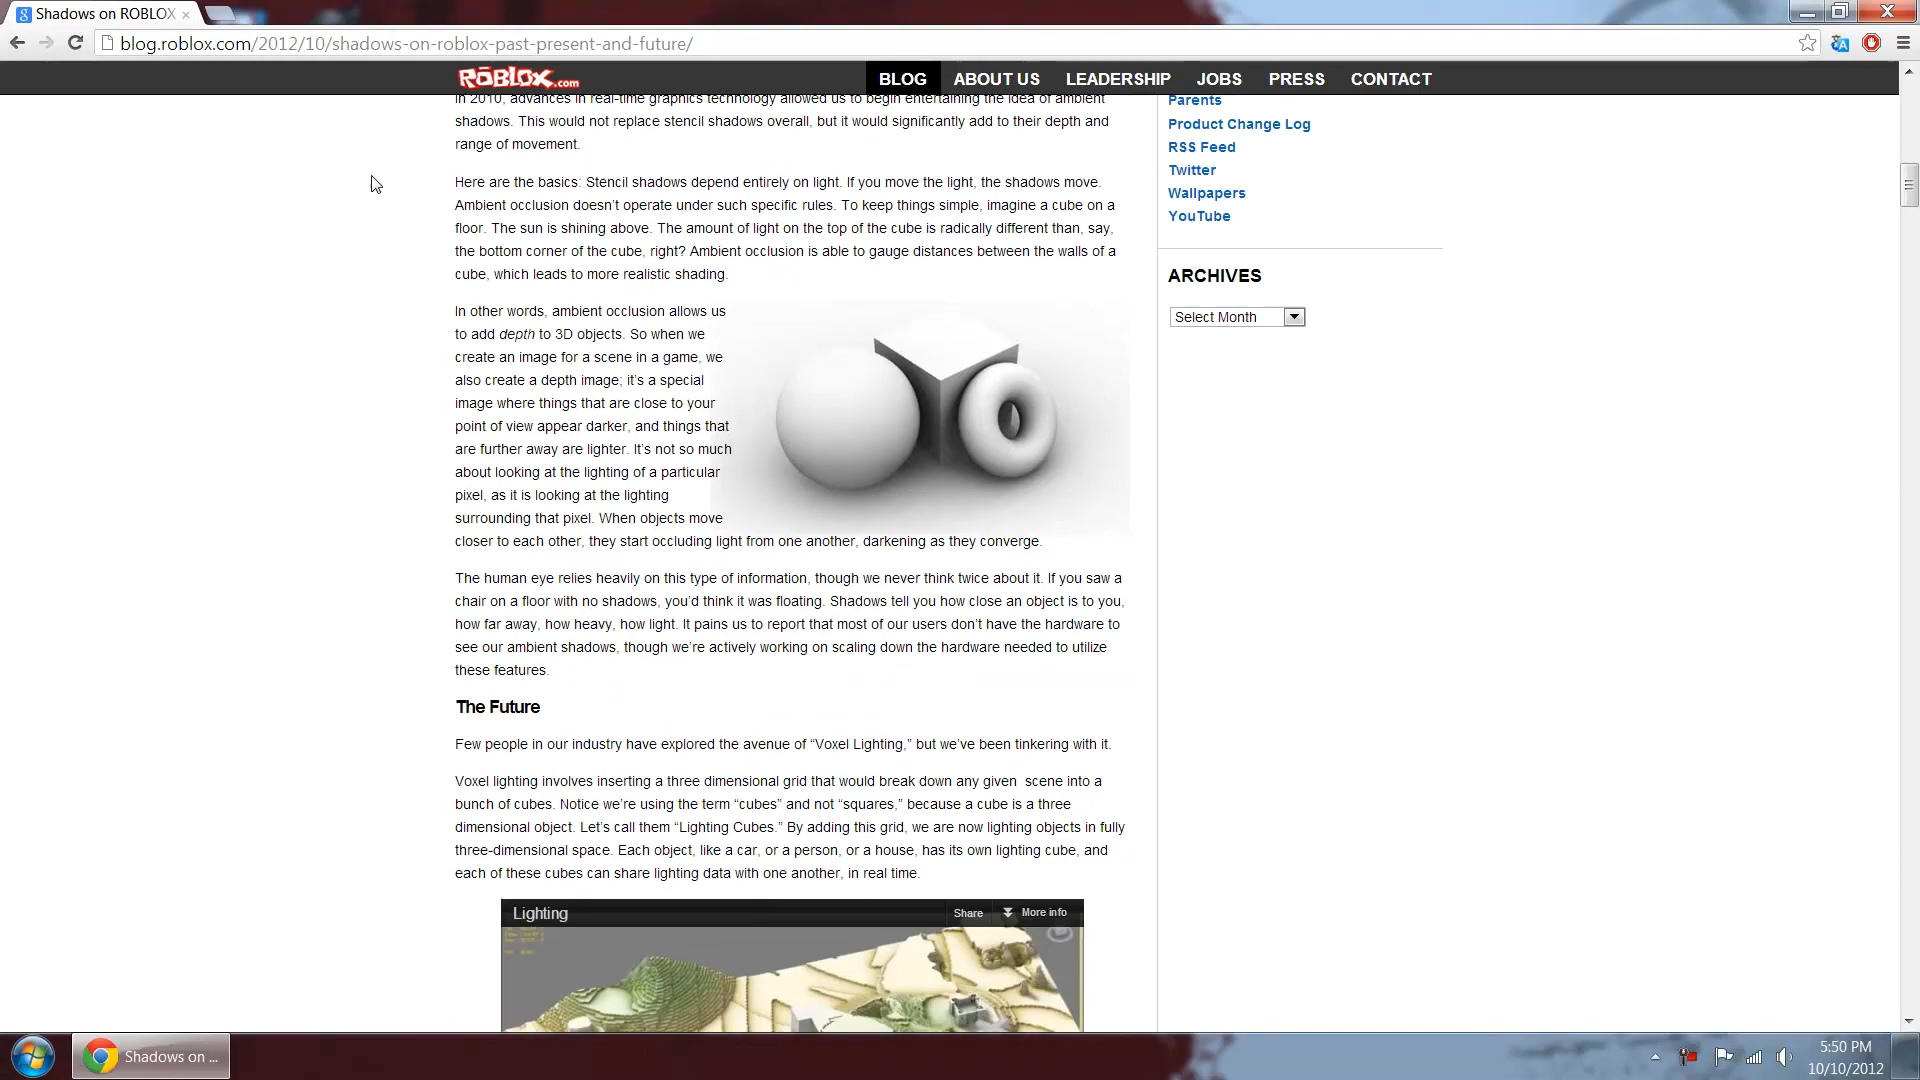 Shadows on ROBLOX
blog.roblox.com/2012/10/shadows-on-roblox-past-present-and-future/
ROBLOX.com
BLOG ABOUT US LEADERSHIP JOBS PRESS CONTACT
in 2010, advances in real-time graphics technology allowed us to begin entertaining the idea of ambient
shadows. This would not replace stencil shadows overall, but it would significantly add to their depth and
range of movement.
Here are the basics: Stencil shadows depend entirely on light. If you move the light, the shadows move.
Ambient occlusion doesn’t operate under such specific rules. To keep things simple, imagine a cube on a
floor. The sun is shining above. The amount of light on the top of the cube is radically different than, say,
the bottom corner of the cube, right? Ambient occlusion is able to gauge distances between the walls of a
cube, which leads to more realistic shading.
In other words, ambient occlusion allows us
to add depth to 3D objects. So when we
create an image for a scene in a game, we
also create a depth image; it’s a special
image where things that are close to your
point of view appear darker, and things that
are further away are lighter. It’s not so much
about looking at the lighting of a particular
pixel, as it is looking at the lighting
surrounding that pixel. When objects move
closer to each other, they start occluding light from one another, darkening as they converge.
The human eye relies heavily on this type of information, though we never think twice about it. If you saw a
chair on a floor with no shadows, you’d think it was floating. Shadows tell you how close an object is to you,
how far away, how heavy, how light. It pains us to report that most of our users don’t have the hardware to
see our ambient shadows, though we’re actively working on scaling down the hardware needed to utilize
these features.
The Future
Few people in our industry have explored the avenue of “Voxel Lighting,” but we’ve been tinkering with it.
Voxel lighting involves inserting a three dimensional grid that would break down any given scene into a
bunch of cubes. Notice we’re using the term “cubes” and not “squares,” because a cube is a three
dimensional object. Let’s call them “Lighting Cubes.” By adding this grid, we are now lighting objects in fully
three-dimensional space. Each object, like a car, or a person, or a house, has its own lighting cube, and
each of these cubes can share lighting data with one another, in real time.
Lighting Share More info
Parents
Product Change Log
RSS Feed
Twitter
Wallpapers
YouTube
ARCHIVES
Select Month
Shadows on ...
5:50 PM
10/10/2012